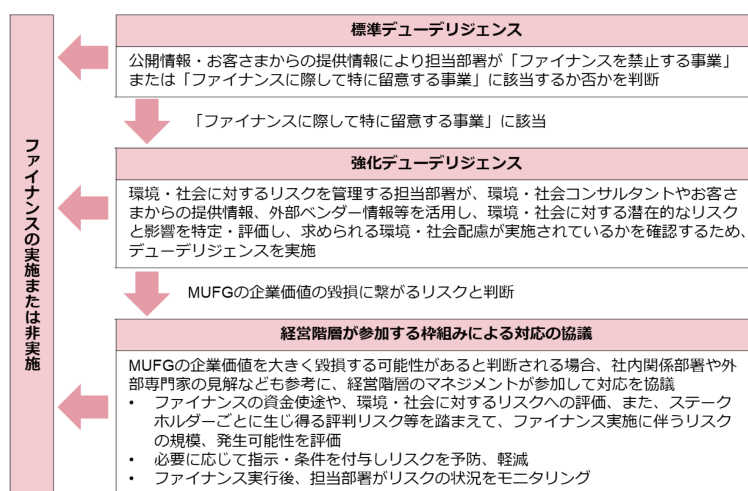 ファイナンスの実施または非実施
標準デューデリジェンス
公開情報・お客さまからの提供情報により担当部署が「ファイナンスを禁止する事業」
または「ファイナンスに際して特に留意する事業」に該当するか否かを判断
「ファイナンスに際して特に留意する事業」に該当
強化デューデリジェンス
環境・社会に対するリスクを管理する担当部署が、環境・社会コンサルタントやお客さ
まからの提供情報、外部ベンダー情報等を活用し、環境・社会に対する潜在的なリスク
と影響を特定・評価し、求められる環境・社会配慮が実施されているかを確認するため、
デューデリジェンスを実施
MUFGの企業価値の毀損に繋がるリスクと判断
経営階層が参加する枠組みによる対応の協議
MUFGの企業価値を大きく毀損する可能性があると判断される場合、社内関係部署や外
部専門家の見解なども参考に、経営階層のマネジメントが参加して対応を協議
• ファイナンスの資金使途や、環境・社会に対するリスクへの評価、また、ステーク
ホルダーごとに生じ得る評判リスク等を踏まえて、ファイナンス実施に伴うリスク
の規模、発生可能性を評価
• 必要に応じて指示・条件を付与しリスクを予防、軽減
• ファイナンス実行後、担当部署がリスクの状況をモニタリング